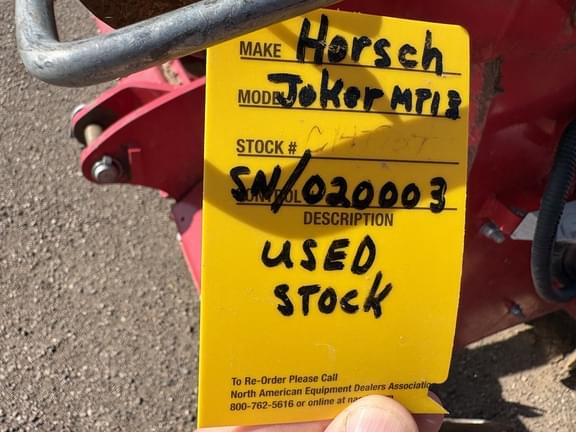 MAKE Horsch
MODEL Joker MT12
STOCK #
SN/020003
DESCRIPTION
USED
STOCK
To Re-Order Please Call
North American Equipment Dealers Association
800-762-5616 or online at